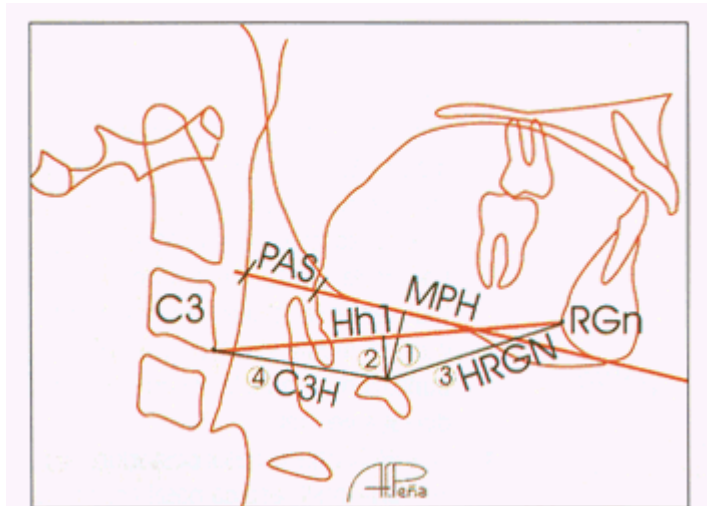 PAS
MPH
C3
Hh1
RGn
② ①
④ C3H
③ HRGN
A.F. Peña